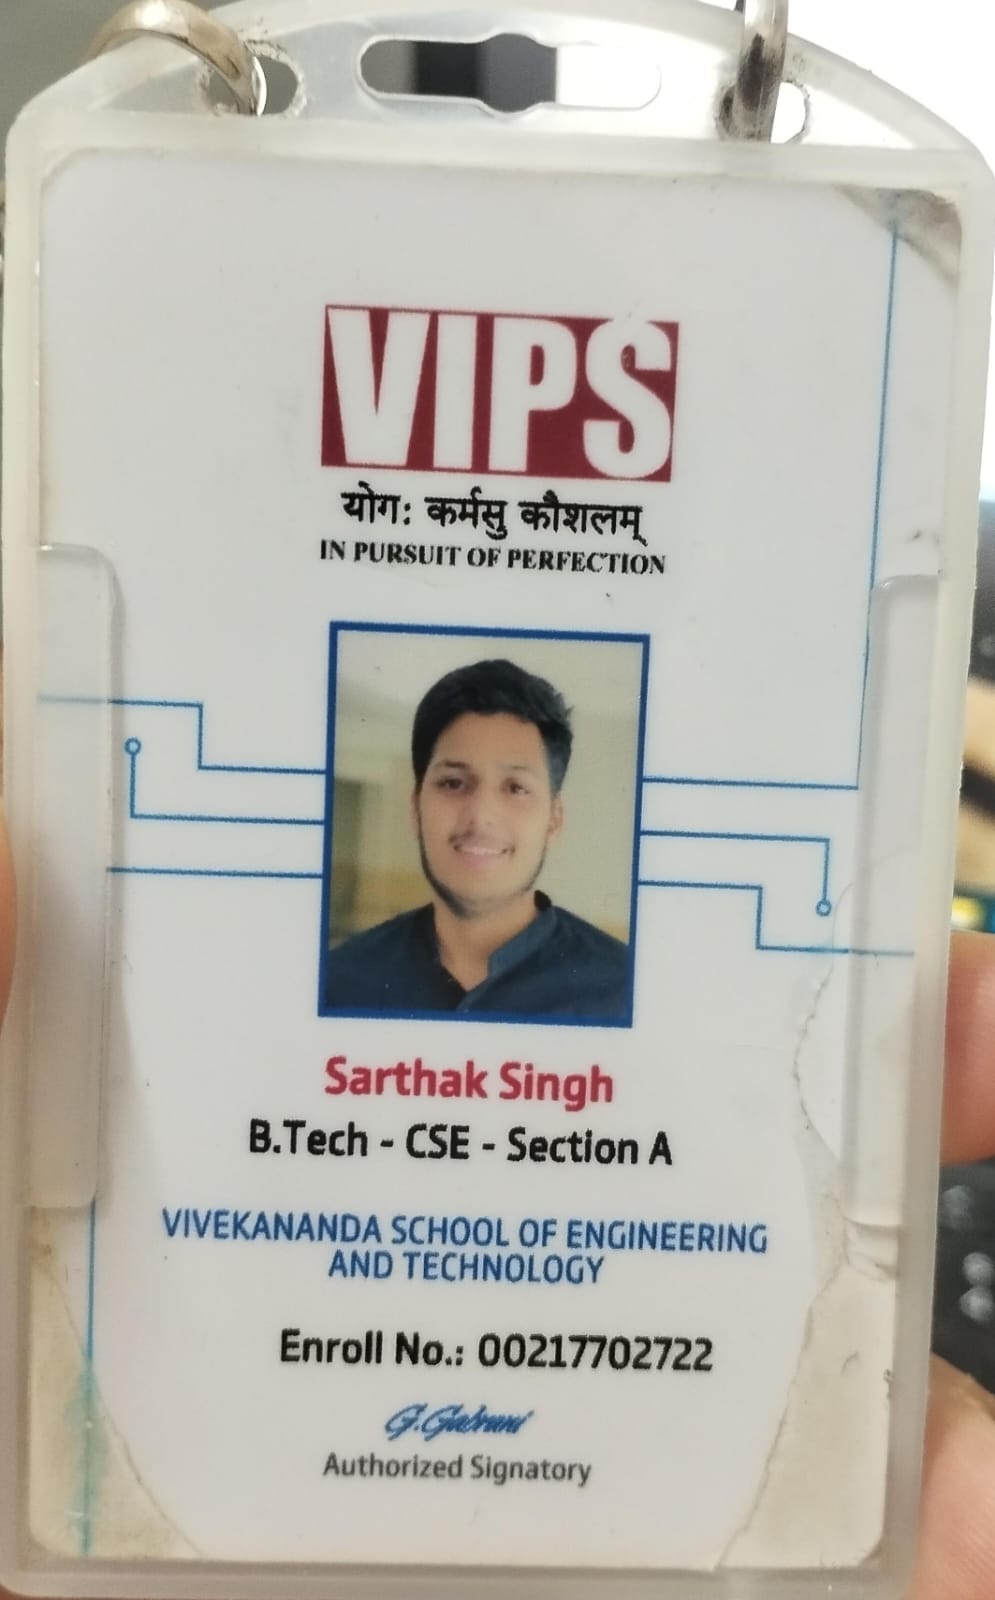 VIPS
योगः कर्मसु कौशलम्
IN PURSUIT OF PERFECTION
Sarthak Singh
B.Tech - CSE - Section A
VIVEKANANDA SCHOOL OF ENGINEERING
AND TECHNOLOGY
Enroll No.: 00217702722
G.Gabrani
Authorized Signatory